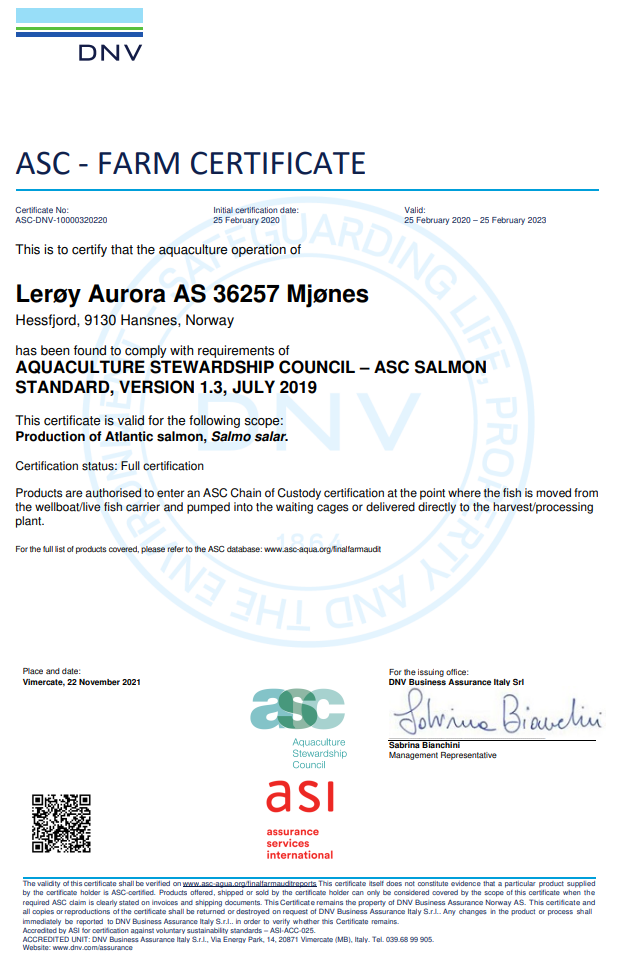 DNV
ASC - FARM CERTIFICATE
Certificate No:
ASC-DNV-10000320220
Initial certification date:
25 February 2020
Valid:
25 February 2020 – 25 February 2023
This is to certify that the aquaculture operation of
Lerøy Aurora AS 36257 Mjønes
Hessfjord, 9130 Hansnes, Norway
has been found to comply with requirements of
AQUACULTURE STEWARDSHIP COUNCIL – ASC SALMON
STANDARD, VERSION 1.3, JULY 2019
This certificate is valid for the following scope:
Production of Atlantic salmon, Salmo salar.
Certification status: Full certification
Products are authorised to enter an ASC Chain of Custody certification at the point where the fish is moved from
the wellboat/live fish carrier and pumped into the waiting cages or delivered directly to the harvest/processing
plant.
For the full list of products covered, please refer to the ASC database: www.asc-aqua.org/finalfarmaudit
SAFEGUARDING LIFE, PROPERTY AND THE ENVIRONMENT
DNV
1864
Place and date:
Vimercate, 22 November 2021
For the issuing office:
DNV Business Assurance Italy Srl
Sabrina Bianchini
Sabrina Bianchini
Management Representative
asc
Aquaculture
Stewardship
Council
asi
assurance
services
international
The validity of this certificate shall be verified on www.asc-aqua.org/finalfarmauditreports This certificate itself does not constitute evidence that a particular product supplied
by the certificate holder is ASC-certified. Products offered, shipped or sold by the certificate holder can only be considered covered by the scope of this certificate when the
required ASC claim is clearly stated on invoices and shipping documents. This Certificate remains the property of DNV Business Assurance Norway AS. This certificate and
all copies or reproductions of the certificate shall be returned or destroyed on request of DNV Business Assurance Italy S.r.l.. Any changes in the product or process shall
immediately be reported to DNV Business Assurance Italy S.r.l.. in order to verify whether this Certificate remains.
Accredited by ASI for certification against voluntary sustainability standards – ASI-ACC-025.
ACCREDITED UNIT: DNV Business Assurance Italy S.r.l., Via Energy Park, 14, 20871 Vimercate (MB), Italy. Tel. 039.68 99 905.
Website: www.dnv.com/assurance